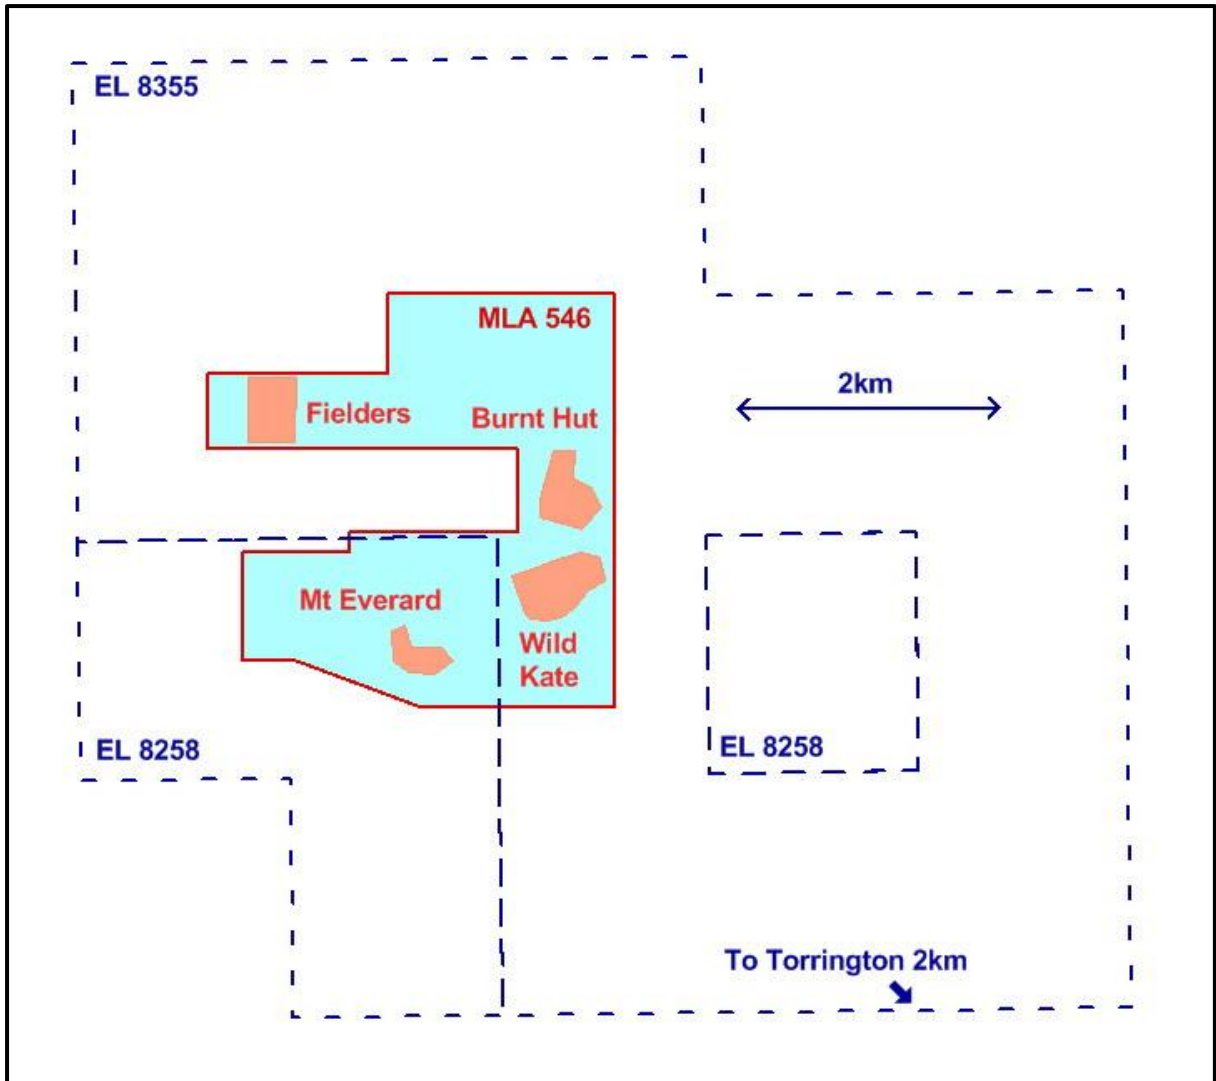 EL 8355
MLA 546
2km
Fielders
Burnt Hut
Mt Everard
Wild
Kate
EL 8258
EL 8258
To Torrington 2km